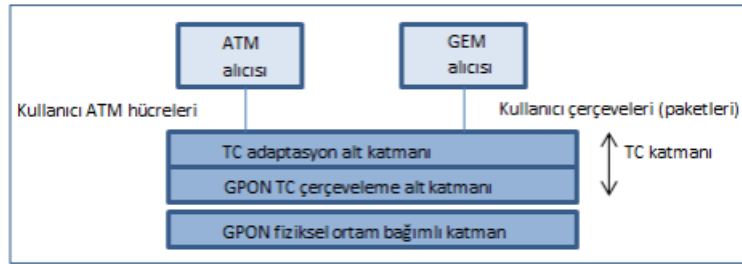 ATM
alıcısı
GEM
alıcısı
Kullanıcı ATM hücreleri
Kullanıcı çerçeveleri (paketleri)
TC adaptasyon alt katmanı
TC katmanı
GPON TC çerçeveleme alt katmanı
GPON fiziksel ortam bağımlı katman